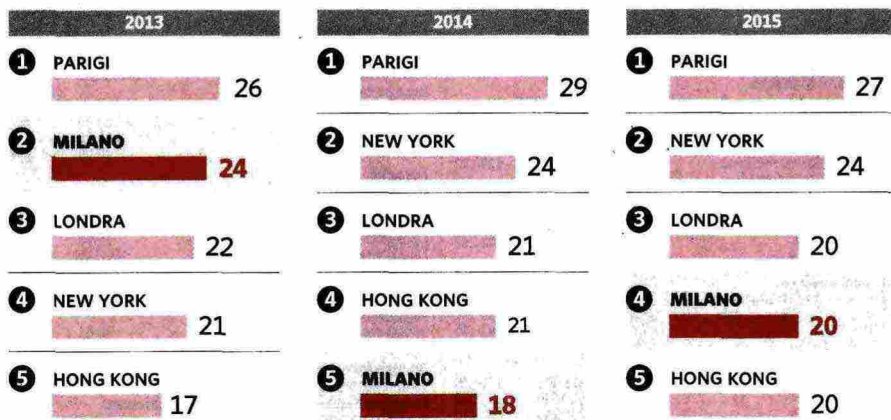 2013
1 PARIGI
26
2 MILANO
24
3 LONDRA
22
4 NEW YORK
21
5 HONG KONG
17
2014
1 PARIGI
29
2 NEW YORK
24
3 LONDRA
21
4 HONG KONG
21
5 MILANO
18
2015
1 PARIGI
27
2 NEW YORK
24
3 LONDRA
20
4 MILANO
20
5 HONG KONG
20